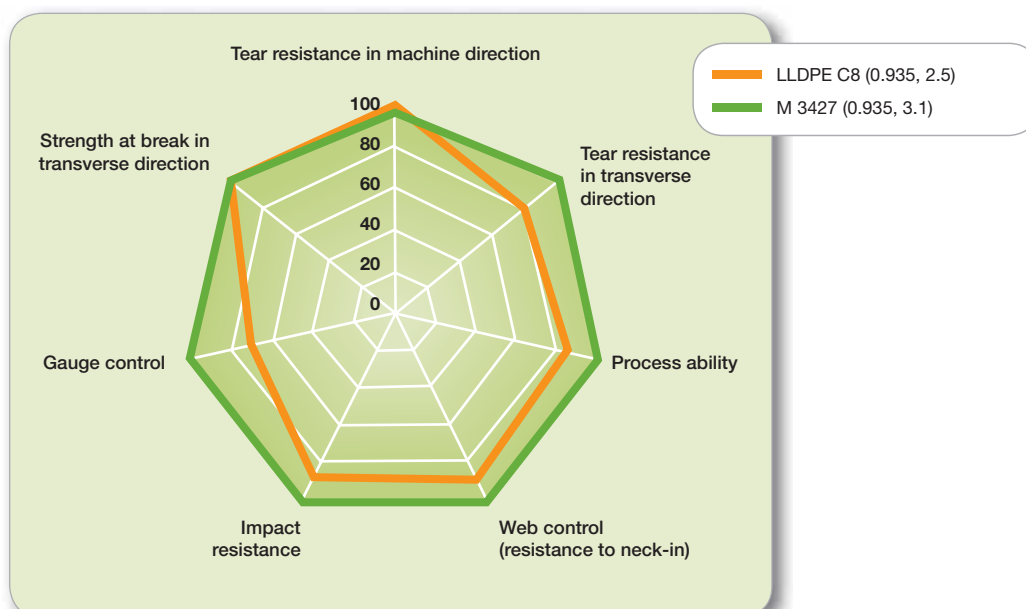 Tear resistance in machine direction
LLDPE C8 (0.935, 2.5)
M 3427 (0.935, 3.1)
100
80
60
40
20
0
Strength at break in
transverse direction
Tear resistance
in transverse
direction
Gauge control
Process ability
Impact
resistance
Web control
(resistance to neck-in)